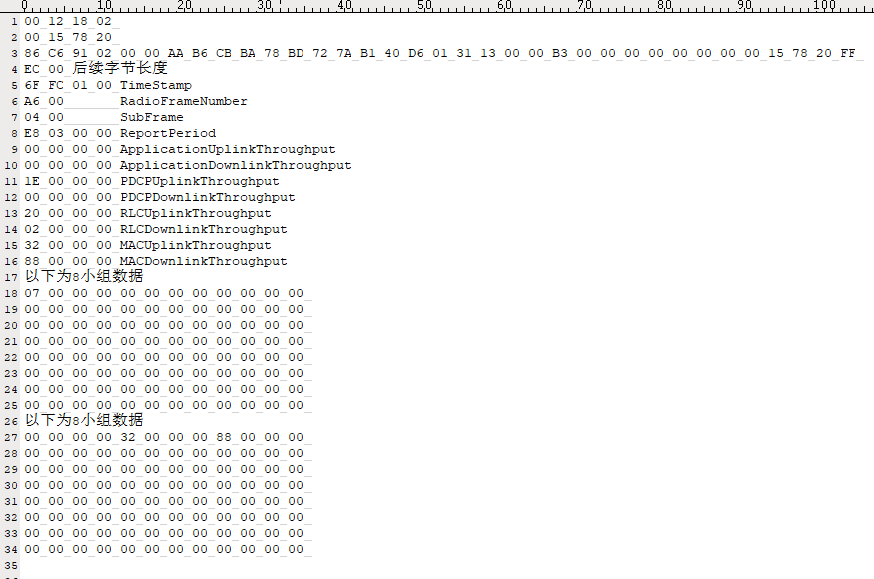 0 10 20 30 40 50 60 70 80 90 100
1 00 12 18 02
2 00 15 78 20
3 86 C6 91 02 00 00 AA B6 CB BA 78 BD 72 7A B1 40 D6 01 31 13 00 00 B3 00 00 00 00 00 00 00 00 15 78 20 FF
4 EC 00 后续字节长度
5 6F FC 01 00 TimeStamp
6 A6 00 RadioFrameNumber
7 04 00 SubFrame
8 E8 03 00 00 ReportPeriod
9 00 00 00 00 ApplicationUplinkThroughput
10 00 00 00 00 ApplicationDownlinkThroughput
11 1E 00 00 00 PDCPUplinkThroughput
12 00 00 00 00 PDCPDownlinkThroughput
13 20 00 00 00 RLCUplinkThroughput
14 02 00 00 00 RLCDownlinkThroughput
15 32 00 00 00 MACUplinkThroughput
16 88 00 00 00 MACDownlinkThroughput
17 以下为8小组数据
18 07 00 00 00 00 00 00 00 00 00 00 00
19 00 00 00 00 00 00 00 00 00 00 00 00
20 00 00 00 00 00 00 00 00 00 00 00 00
21 00 00 00 00 00 00 00 00 00 00 00 00
22 00 00 00 00 00 00 00 00 00 00 00 00
23 00 00 00 00 00 00 00 00 00 00 00 00
24 00 00 00 00 00 00 00 00 00 00 00 00
25 00 00 00 00 00 00 00 00 00 00 00 00
26 以下为8小组数据
27 00 00 00 00 32 00 00 00 88 00 00 00
28 00 00 00 00 00 00 00 00 00 00 00 00
29 00 00 00 00 00 00 00 00 00 00 00 00
30 00 00 00 00 00 00 00 00 00 00 00 00
31 00 00 00 00 00 00 00 00 00 00 00 00
32 00 00 00 00 00 00 00 00 00 00 00 00
33 00 00 00 00 00 00 00 00 00 00 00 00
34 00 00 00 00 00 00 00 00 00 00 00 00
35